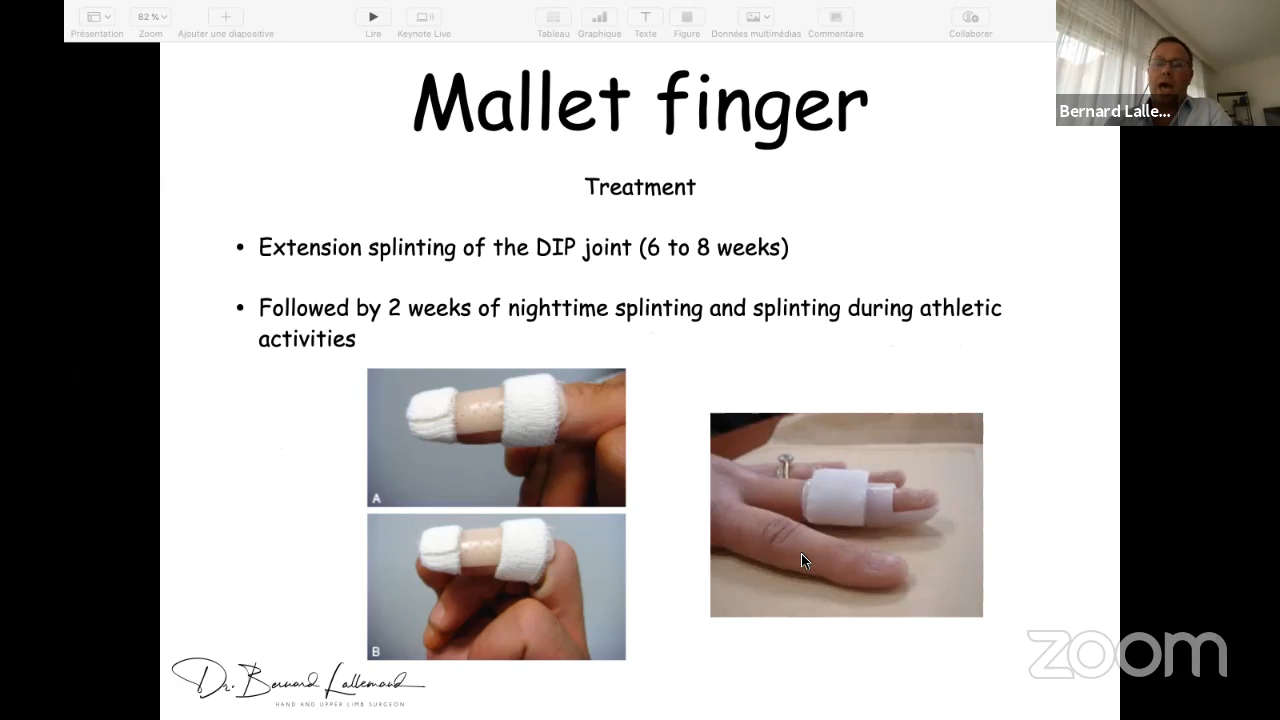 82 %
Présentation
Zoom
Ajouter une diapositive
Lire
Keynote Live
Tableau
Graphique
Texte
Figure
Données multimédias
Commentaire
Collaborer
Bernard Lalle...
Mallet finger
Treatment
• Extension splinting of the DIP joint (6 to 8 weeks)
• Followed by 2 weeks of nighttime splinting and splinting during athletic
activities
A
B
Dr. Bernard Lallemand
HAND AND UPPER LIMB SURGEON
zoom